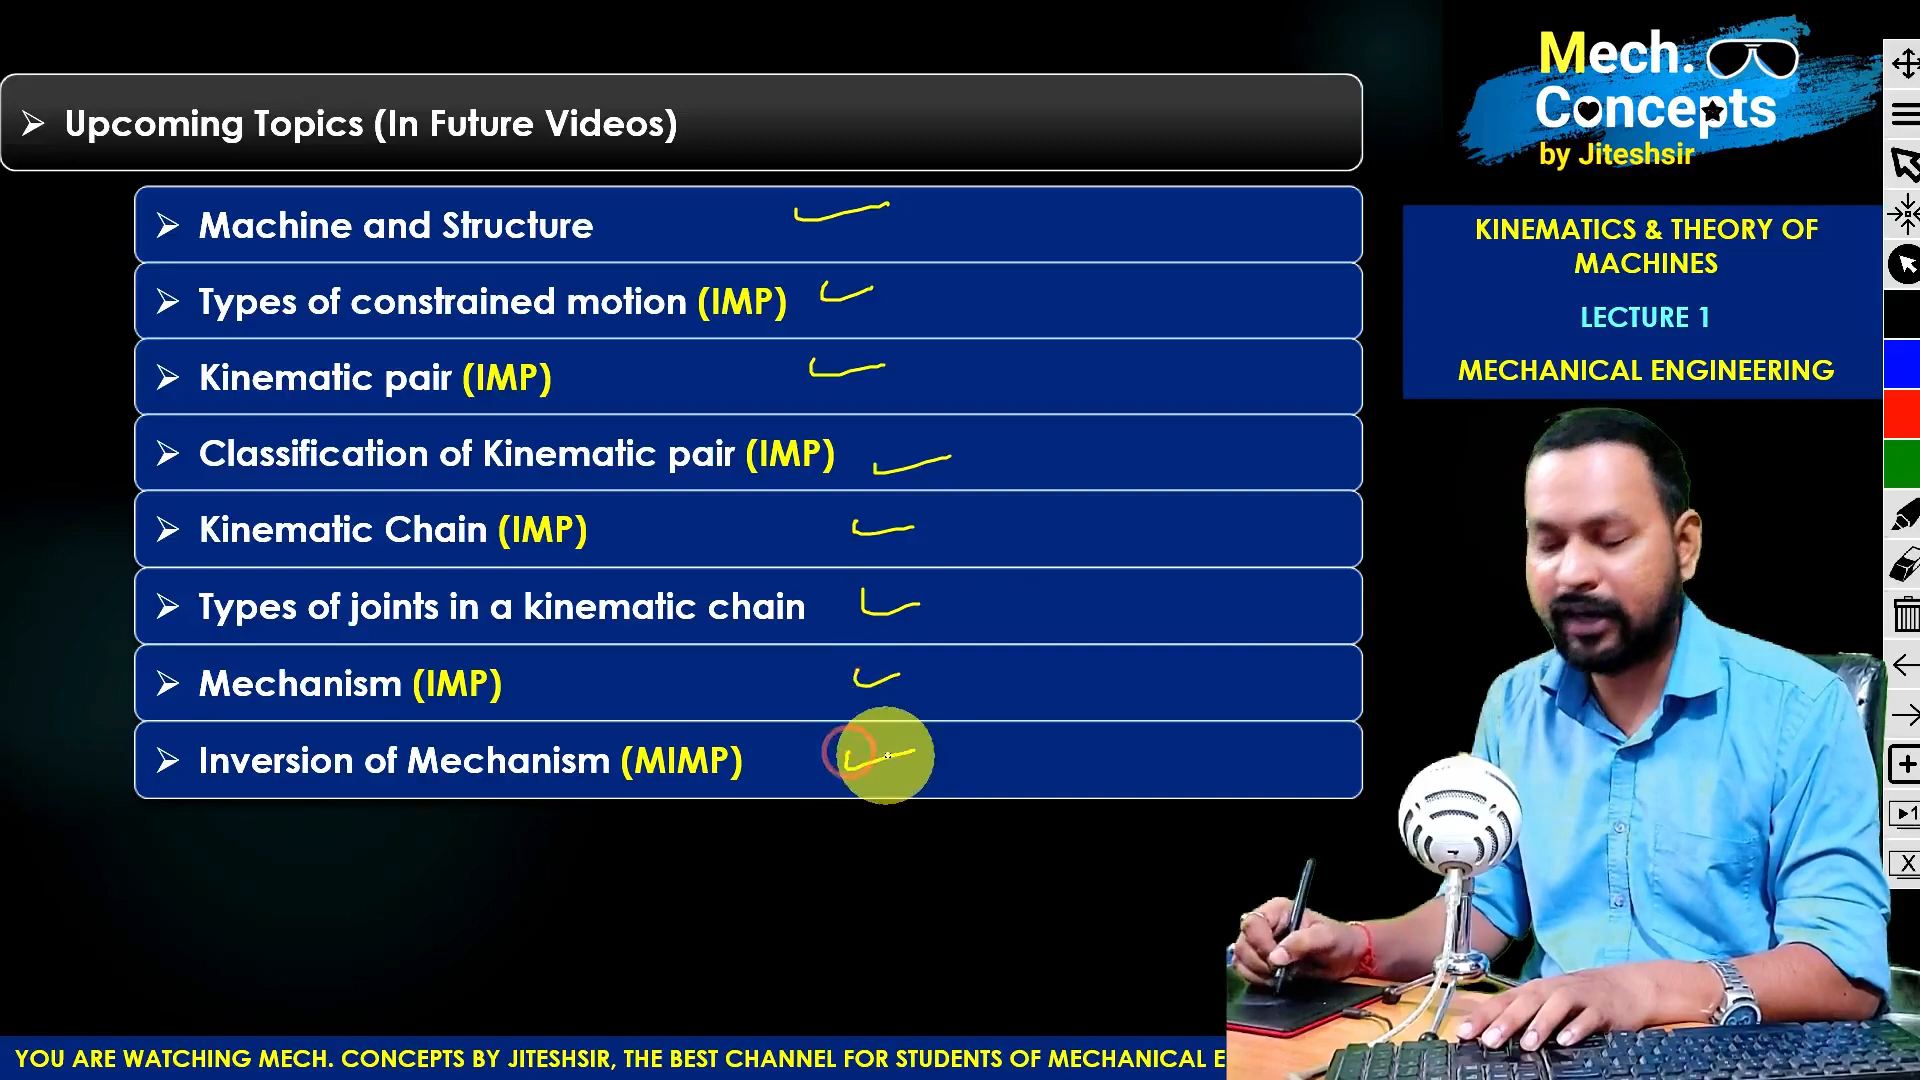 Upcoming Topics (In Future Videos)
Machine and Structure
Types of constrained motion (IMP)
Kinematic pair (IMP)
Classification of Kinematic pair (IMP)
Kinematic Chain (IMP)
Types of joints in a kinematic chain
Mechanism (IMP)
Inversion of Mechanism (MIMP)
Mech.
Concepts
by Jiteshsir
KINEMATICS & THEORY OF
MACHINES
LECTURE 1
MECHANICAL ENGINEERING
1
X
YOU ARE WATCHING MECH. CONCEPTS BY JITESHSIR, THE BEST CHANNEL FOR STUDENTS OF MECHANICAL E